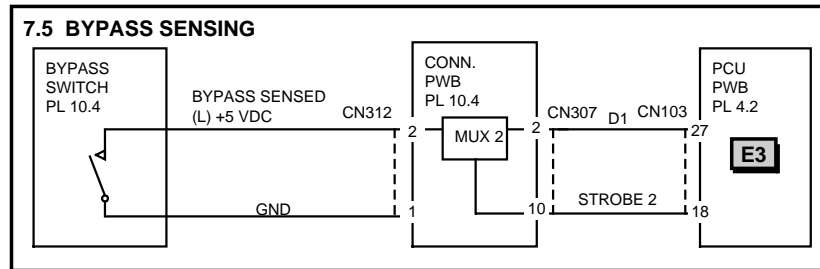 7.5 BYPASS SENSING
BYPASS
SWITCH
PL 10.4
BYPASS SENSED
(L) +5 VDC
CN312
2
1
GND
CONN.
PWB
PL 10.4
MUX 2
2
10
CN307
D1
CN103
STROBE 2
27
18
PCU
PWB
PL 4.2
E3